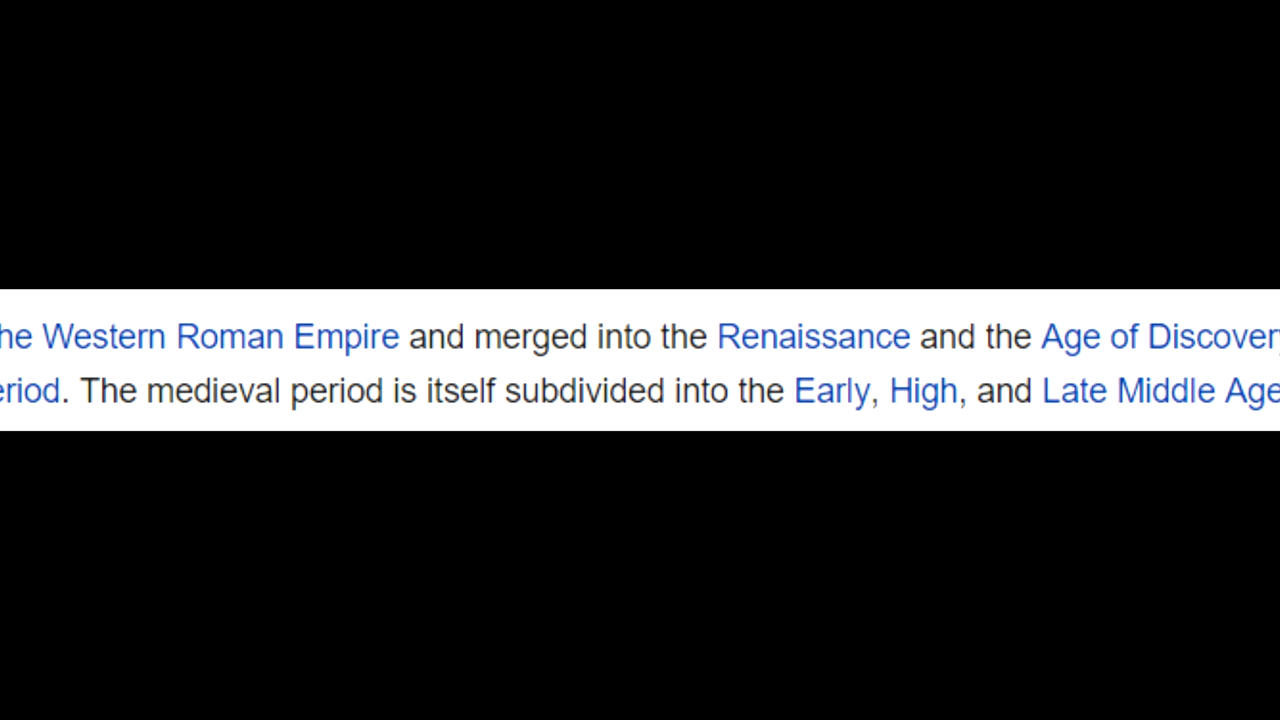 he Western Roman Empire and merged into the Renaissance and the Age of Discover
eriod. The medieval period is itself subdivided into the Early, High, and Late Middle Age